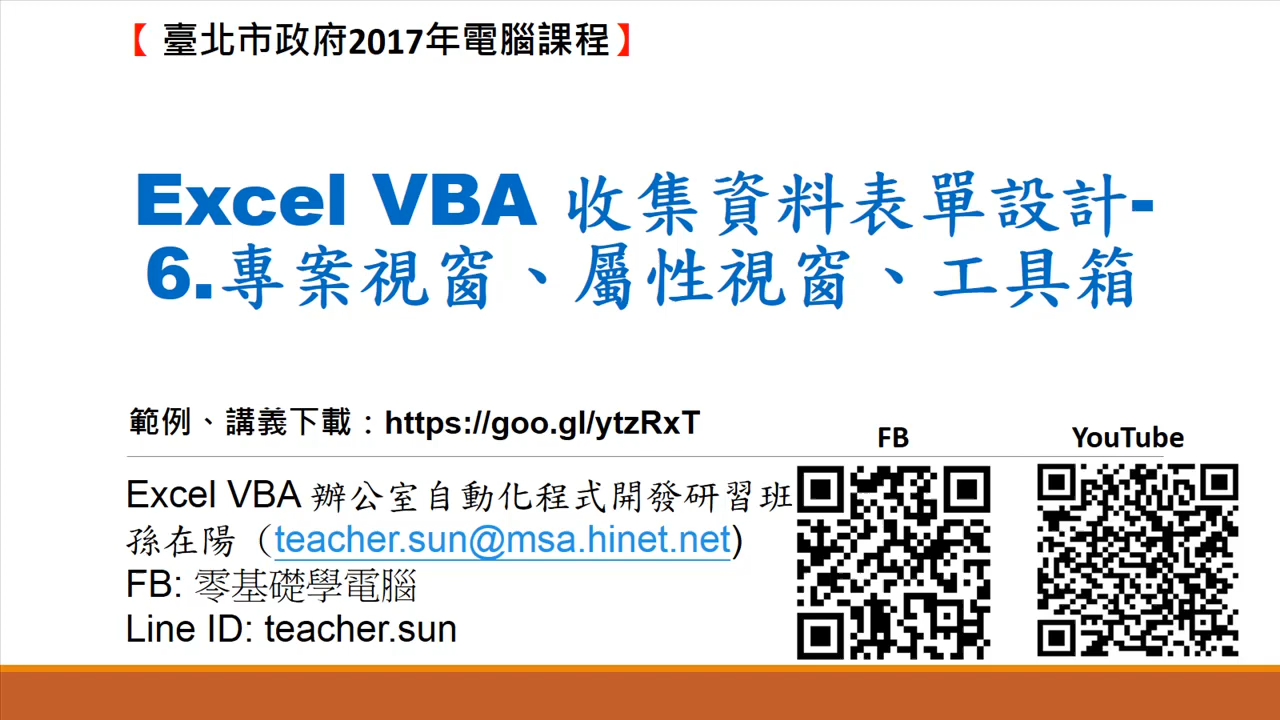 【 臺北市政府2017年電腦課程】
Excel VBA 收集資料表單設計-
6.專案視窗、屬性視窗、工具箱
範例、講義下載：https://goo.gl/ytzRxT
FB
YouTube
Excel VBA 辦公室自動化程式開發研習班
孫在陽（teacher.sun@msa.hinet.net)
FB: 零基礎學電腦
Line ID: teacher.sun